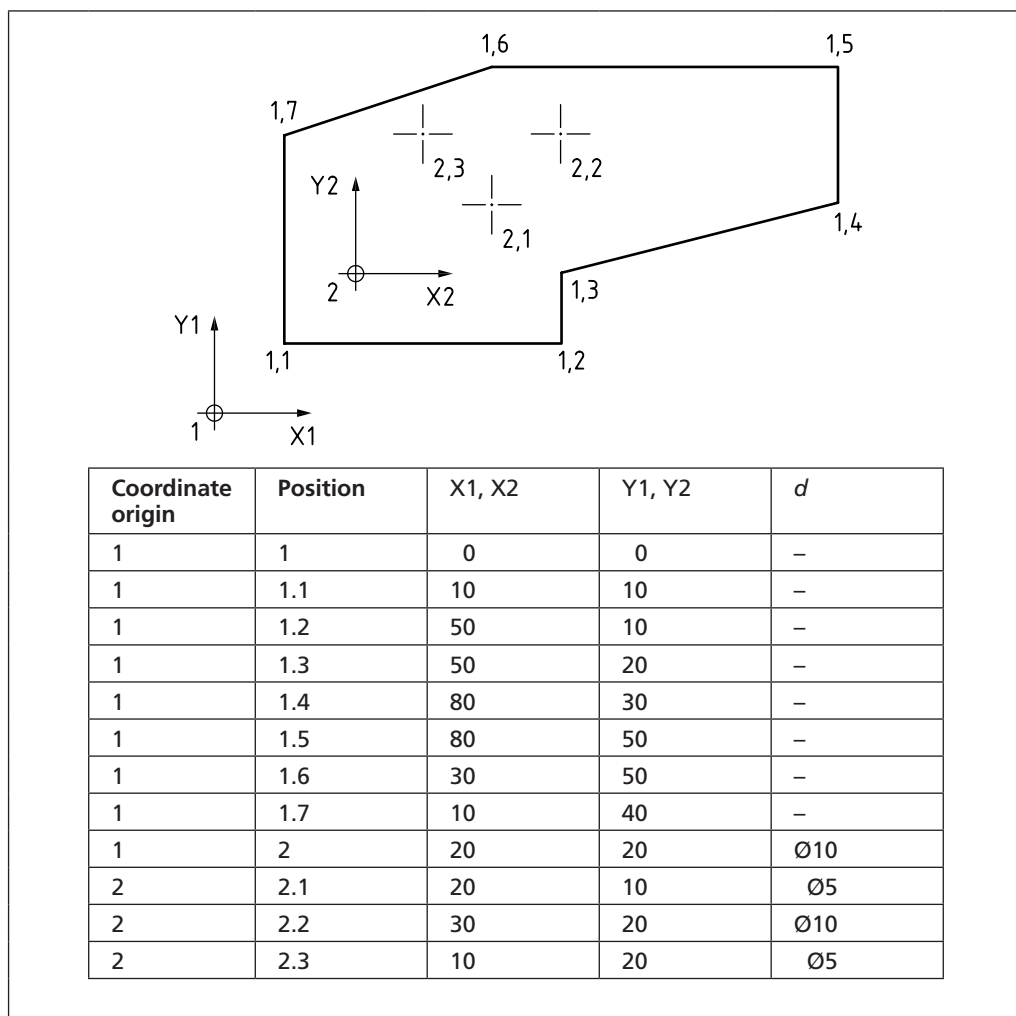 1,6
1,5
1,7
2,3
2,2
Y2
2,1
1,4
2
X2
1,3
Y1
1,1
1,2
1
X1
Coordinate origin Position X1, X2 Y1, Y2 d
1 1 0 0 –
1 1.1 10 10 –
1 1.2 50 10 –
1 1.3 50 20 –
1 1.4 80 30 –
1 1.5 80 50 –
1 1.6 30 50 –
1 1.7 10 40 –
1 2 20 20 Ø10
2 2.1 20 10 Ø5
2 2.2 30 20 Ø10
2 2.3 10 20 Ø5